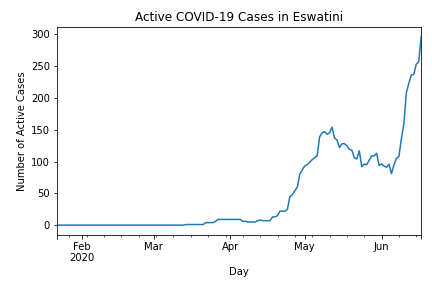 Active COVID-19 Cases in Eswatini
300
250
200
150
100
50
0
Number of Active Cases
Feb
2020
Mar
Apr
May
Jun
Day